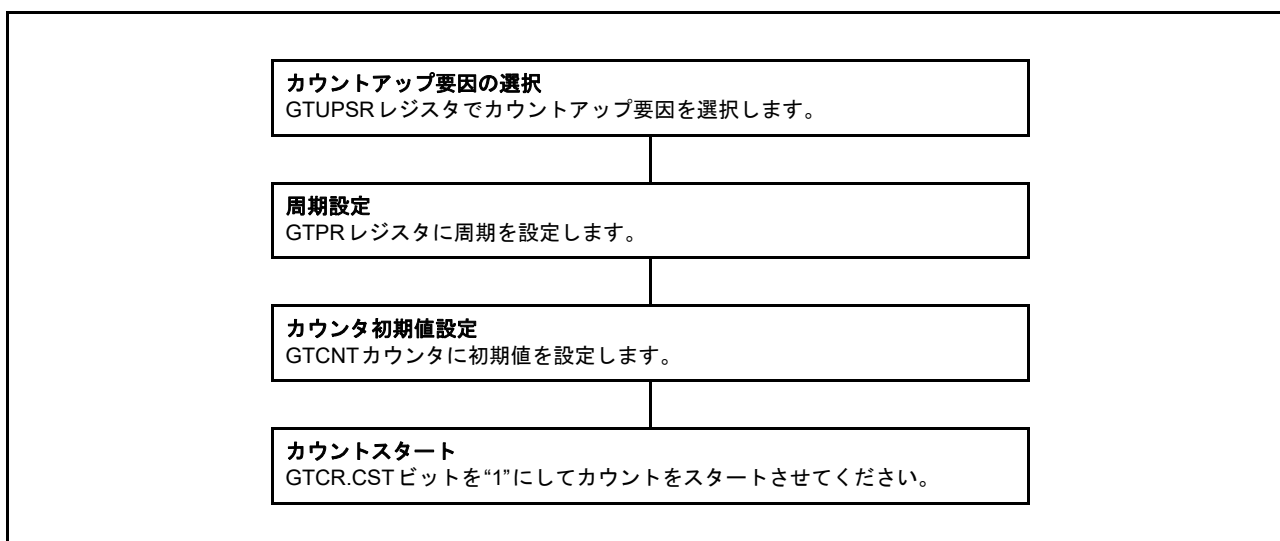 カウントアップ要因の選択
GTUPSRレジスタでカウントアップ要因を選択します。
周期設定
GTPRレジスタに周期を設定します。
カウンタ初期値設定
GTCNTカウンタに初期値を設定します。
カウントスタート
GTCR.CSTビットを“1”にしてカウントをスタートさせてください。